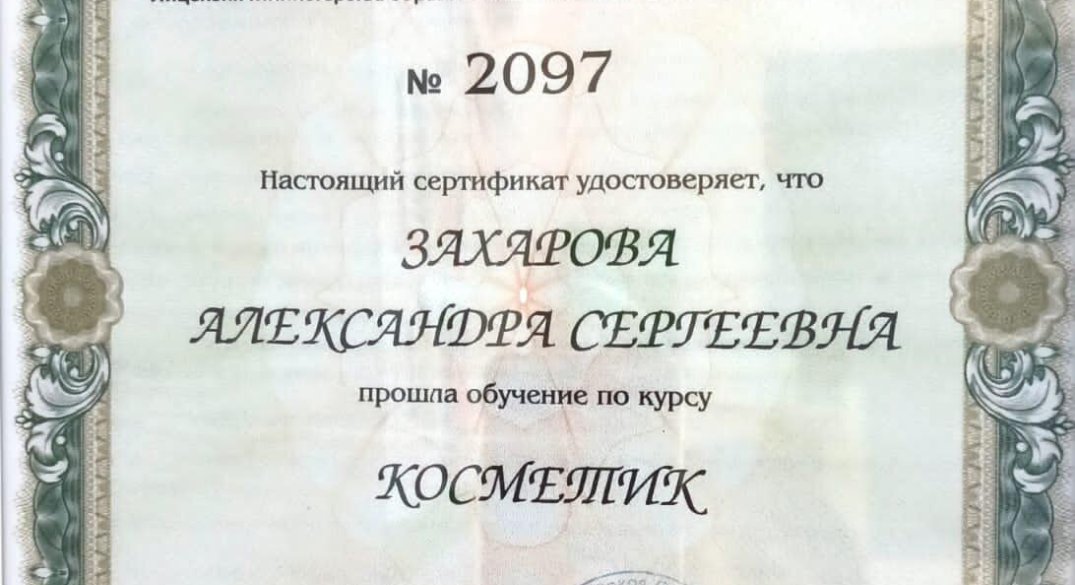 № 2097
Настоящий сертификат удостоверяет, что
ЗАХАРОВА
АЛЕКСАНДРА СЕРГЕЕВНА
прошла обучение по курсу
КОСМЕТИК